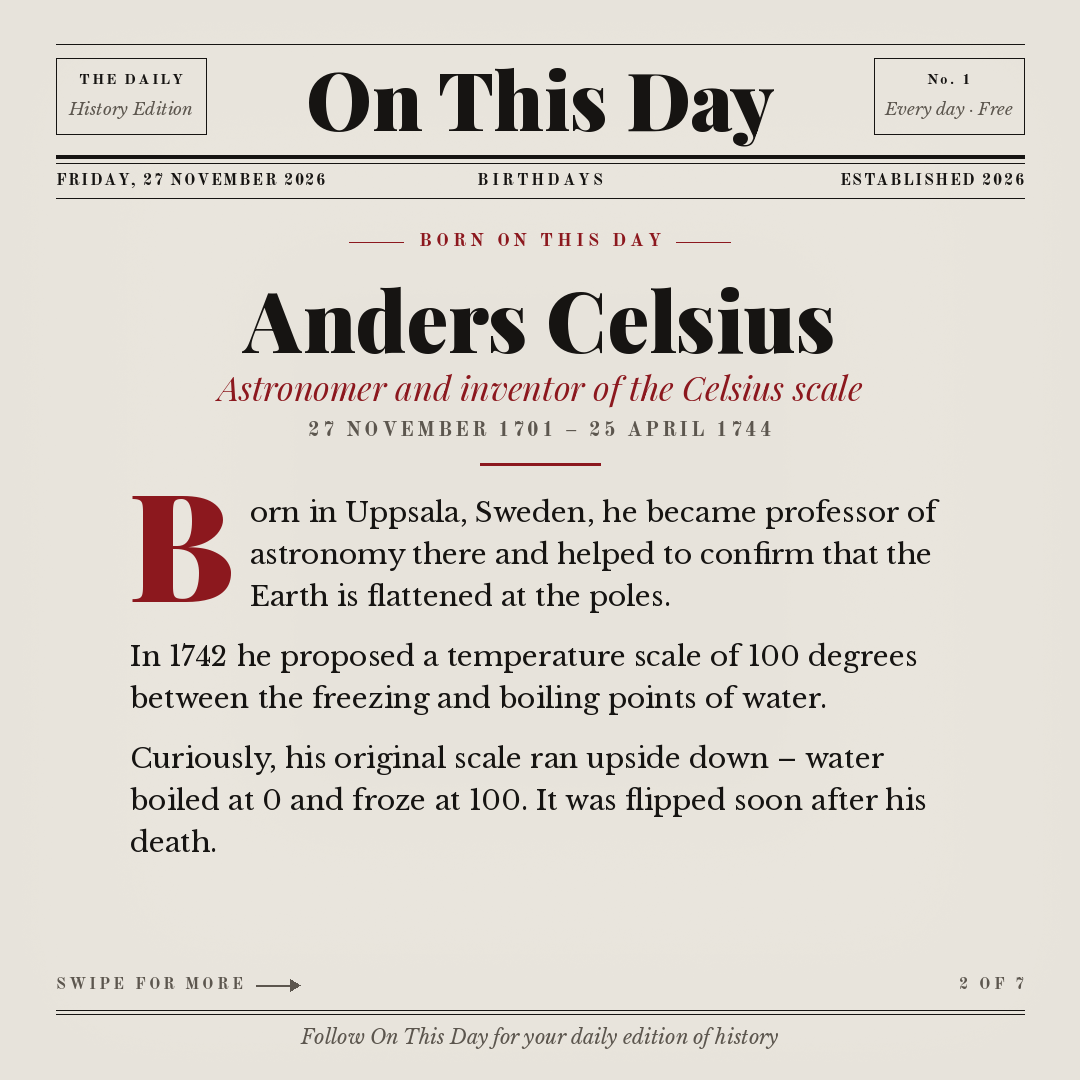 THE DAILY
History Edition
On This Day
No. 1
Every day · Free
FRIDAY, 27 NOVEMBER 2026
BIRTHDAYS
ESTABLISHED 2026
BORN ON THIS DAY
Anders Celsius
Astronomer and inventor of the Celsius scale
27 NOVEMBER 1701 – 25 APRIL 1744
Born in Uppsala, Sweden, he became professor of
astronomy there and helped to confirm that the
Earth is flattened at the poles.
In 1742 he proposed a temperature scale of 100 degrees
between the freezing and boiling points of water.
Curiously, his original scale ran upside down – water
boiled at 0 and froze at 100. It was flipped soon after his
death.
SWIPE FOR MORE
2 OF 7
Follow On This Day for your daily edition of history